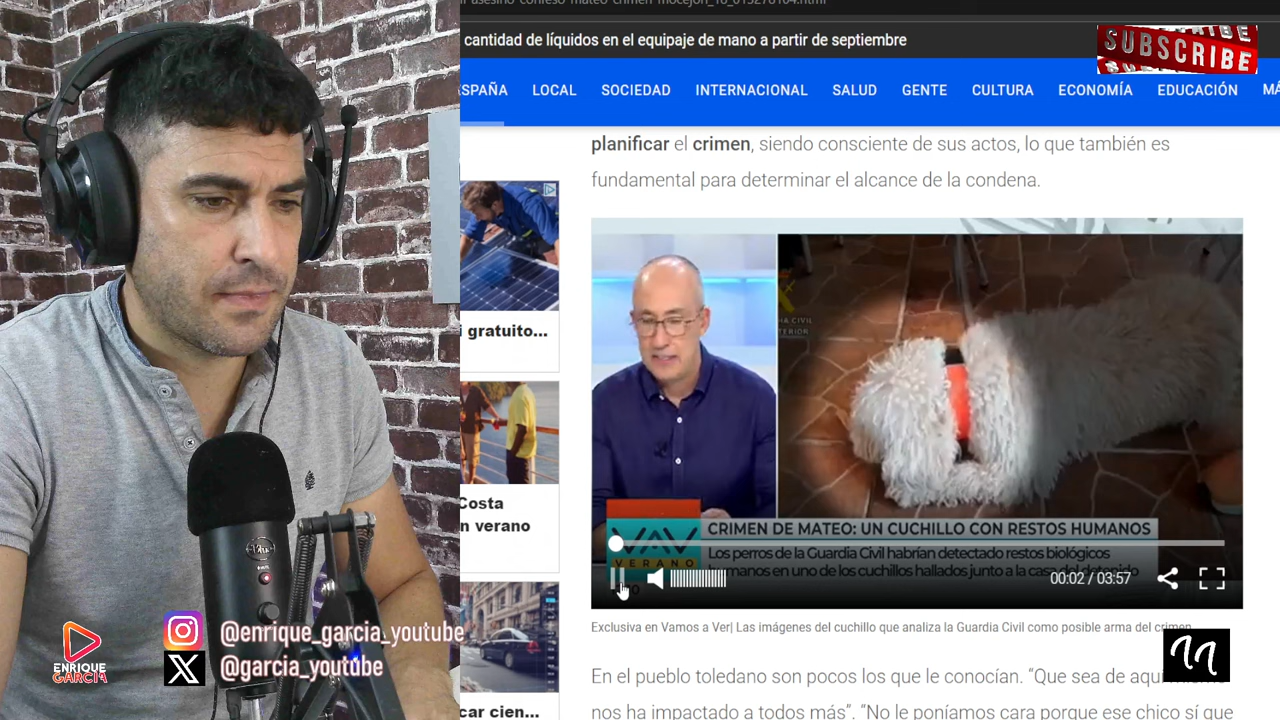 cantidad de líquidos en el equipaje de mano a partir de septiembre
SUBSCRIBE
LOCAL SOCIEDAD INTERNACIONAL SALUD GENTE CULTURA ECONOMÍA EDUCACIÓN
planificar el crimen, siendo consciente de sus actos, lo que también es
fundamental para determinar el alcance de la condena.
gratuito...
Costa
n verano
car cien...
CRIMEN DE MATEO: UN CUCHILLO CON RESTOS HUMANOS
Los perros de la Guardia Civil habrían detectado restos biológicos
humanos en uno de los cuchillos hallados junto a la casa del detenido
VAV
VERANO
00:02 / 03:57
Exclusiva en Vamos a Ver| Las imágenes del cuchillo que analiza la Guardia Civil como posible arma del crimen
En el pueblo toledano son pocos los que le conocían. “Que sea de aquí
nos ha impactado a todos más”. “No le poníamos cara porque ese chico sí que
ENRIQUE
GARCIA
@enrique_garcia_youtube
@garcia_youtube